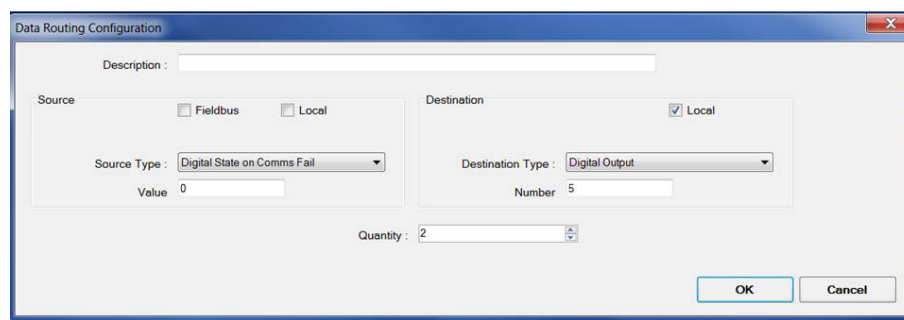 Data Routing Configuration
Description :
Source
Fieldbus
Local
Destination
Local
Source Type :
Digital State on Comms Fail
Destination Type :
Digital Output
Value
0
Number
5
Quantity :
2
OK
Cancel